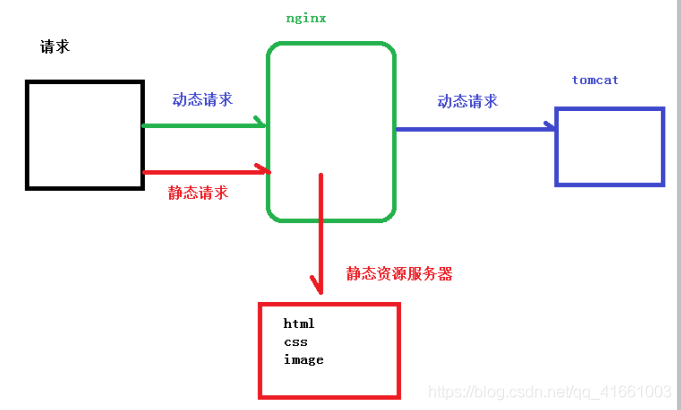 nginx
请求
tomcat
动态请求
动态请求
静态请求
静态资源服务器
html
css
image
https://blog.csdn.net/qq_41661003